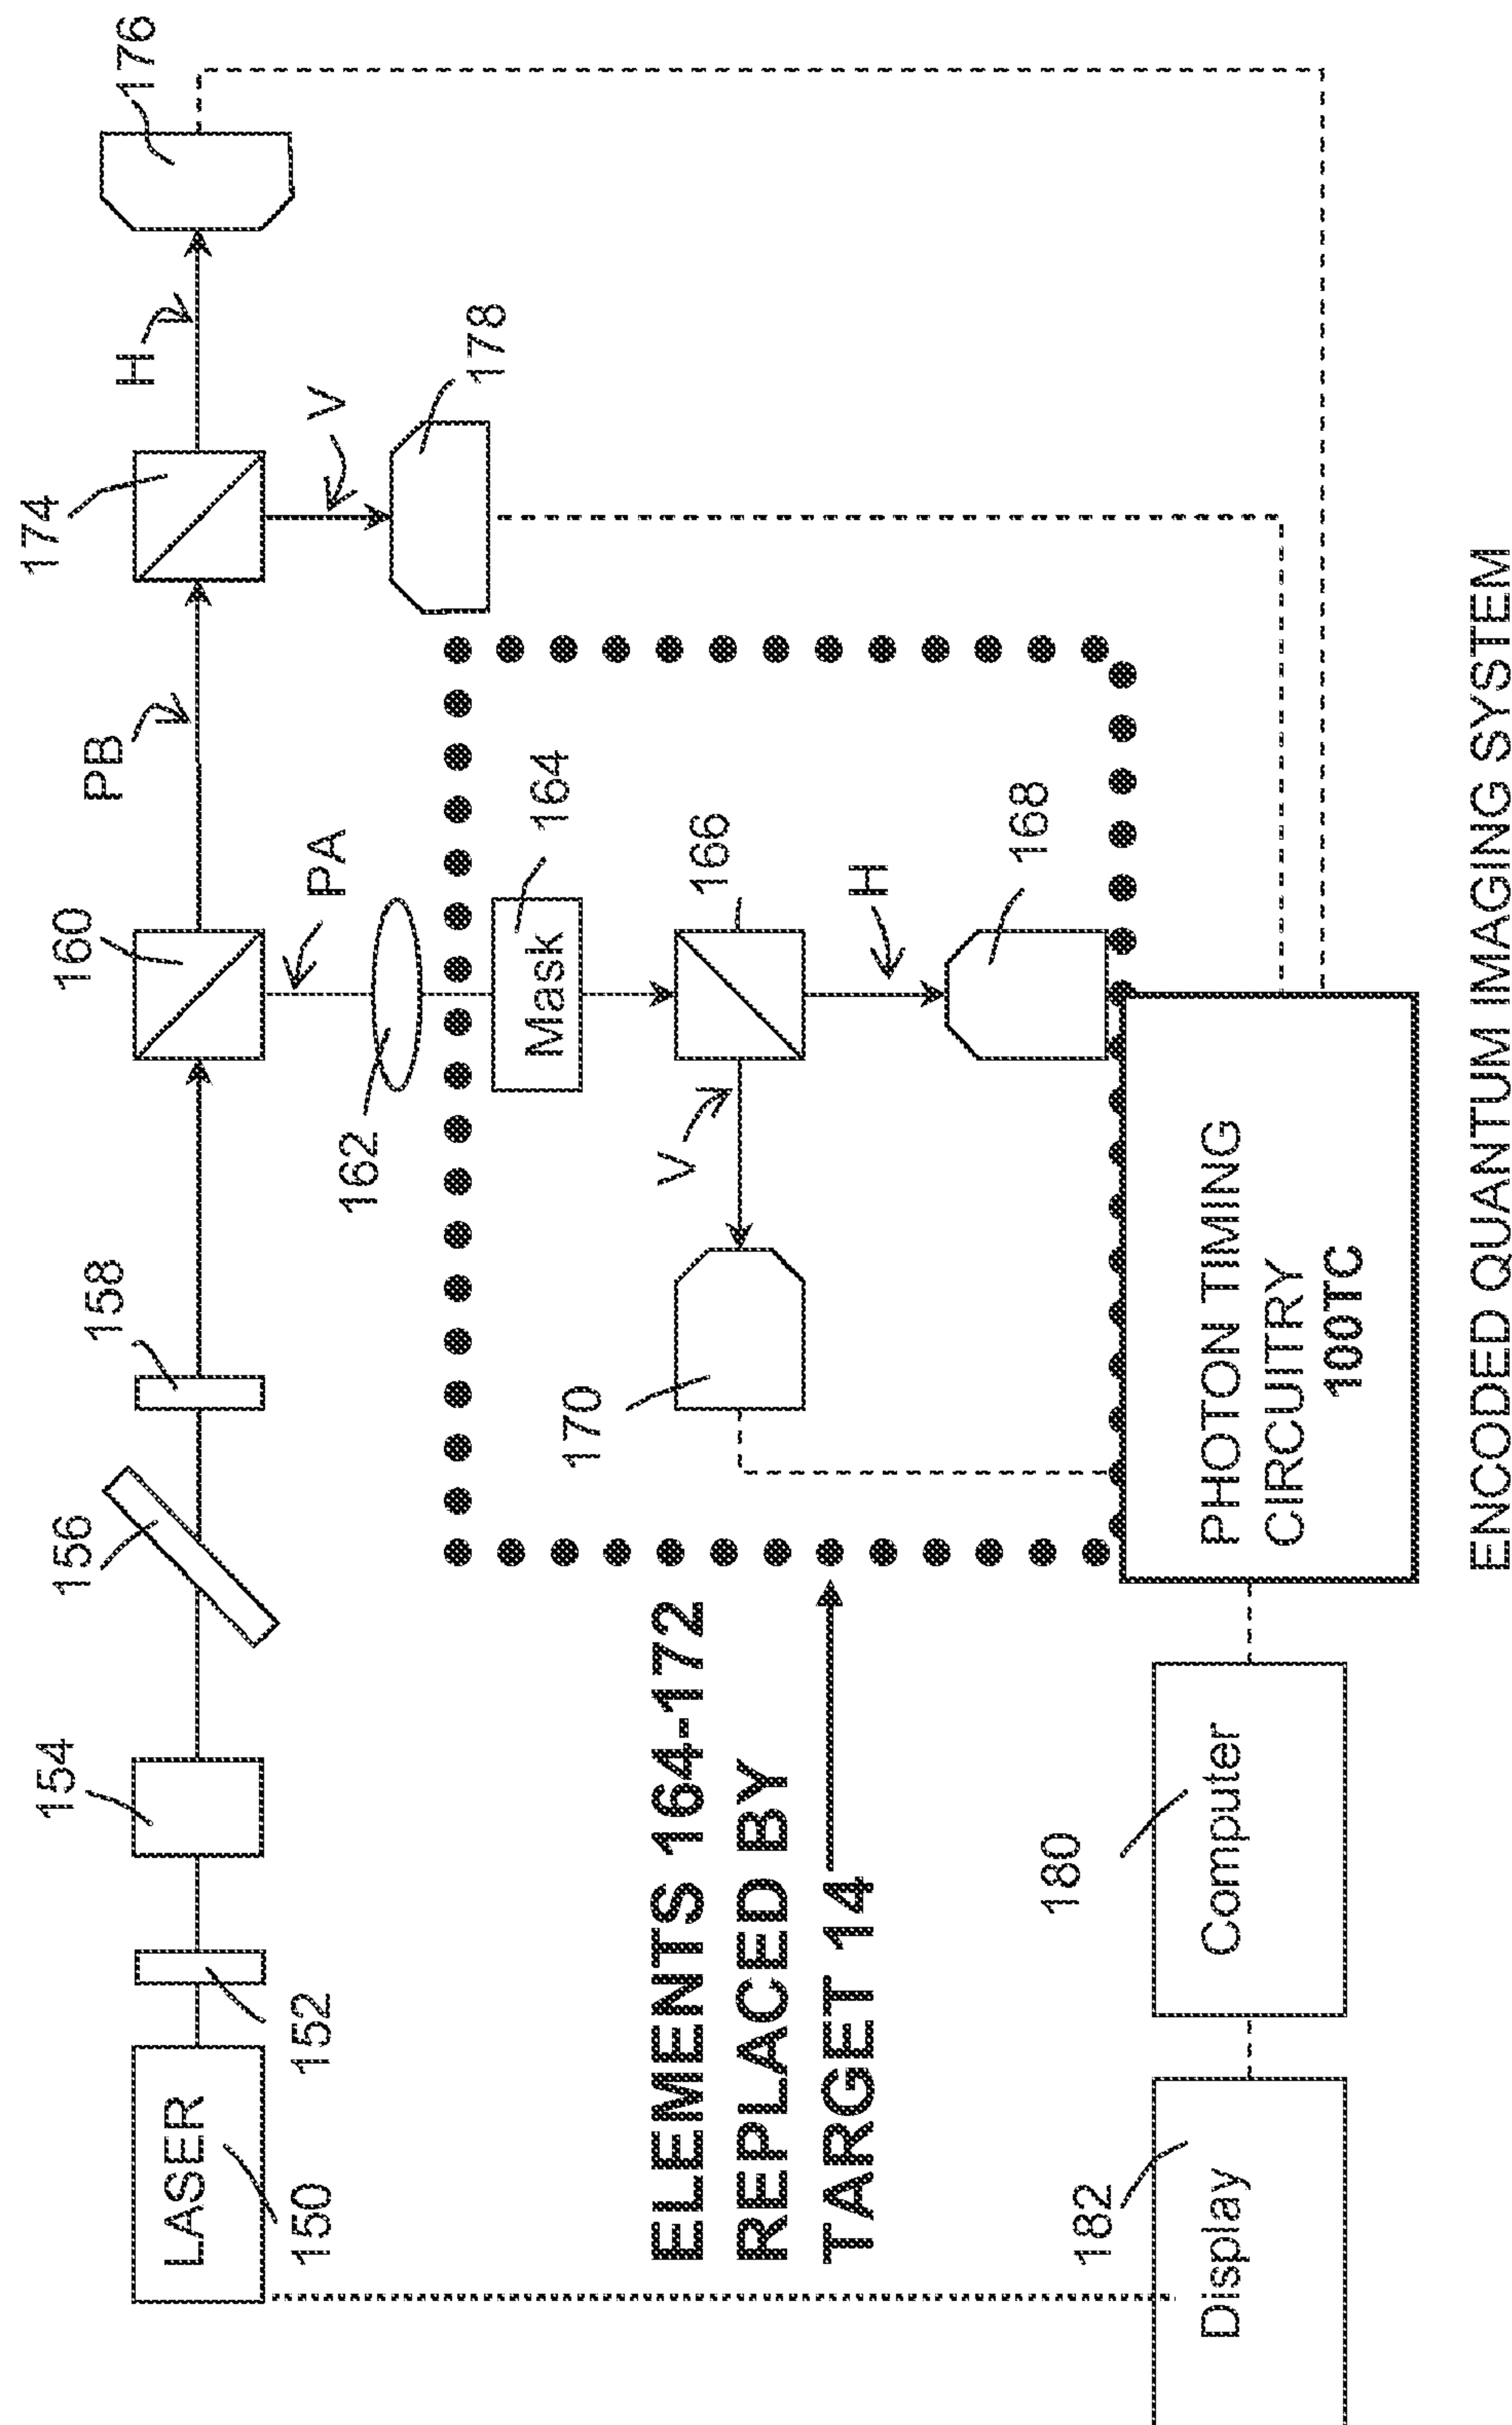 154
174
156
160
158
PB
H
176
LASER
150
152
PA
V
162
178
Mask
164
170
ELEMENTS 164-172
REPLACED BY
TARGET 14
V
166
H
168
182
180
Display
Computer
PHOTON TIMING
CIRCUITRY
100TC
ENCODED QUANTUM IMAGING SYSTEM